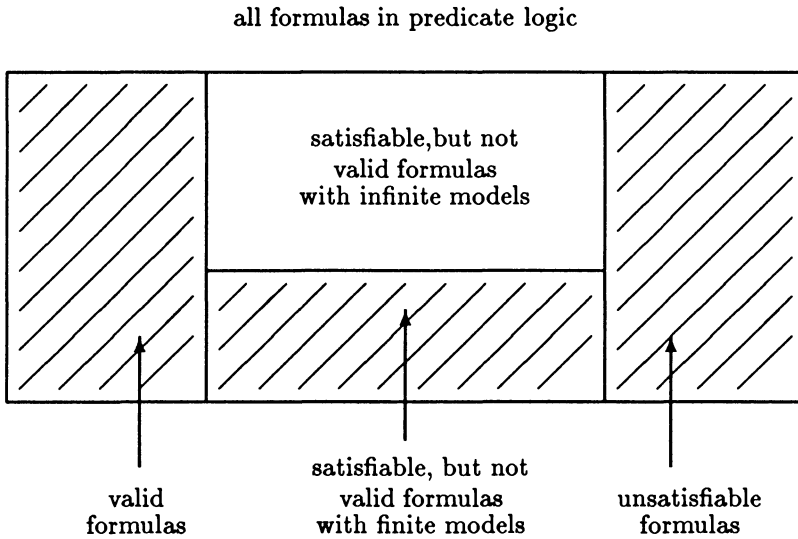 all formulas in predicate logic
satisfiable,but not
valid formulas
with infinite models
valid
formulas
satisfiable, but not
valid formulas
with finite models
unsatisfiable
formulas